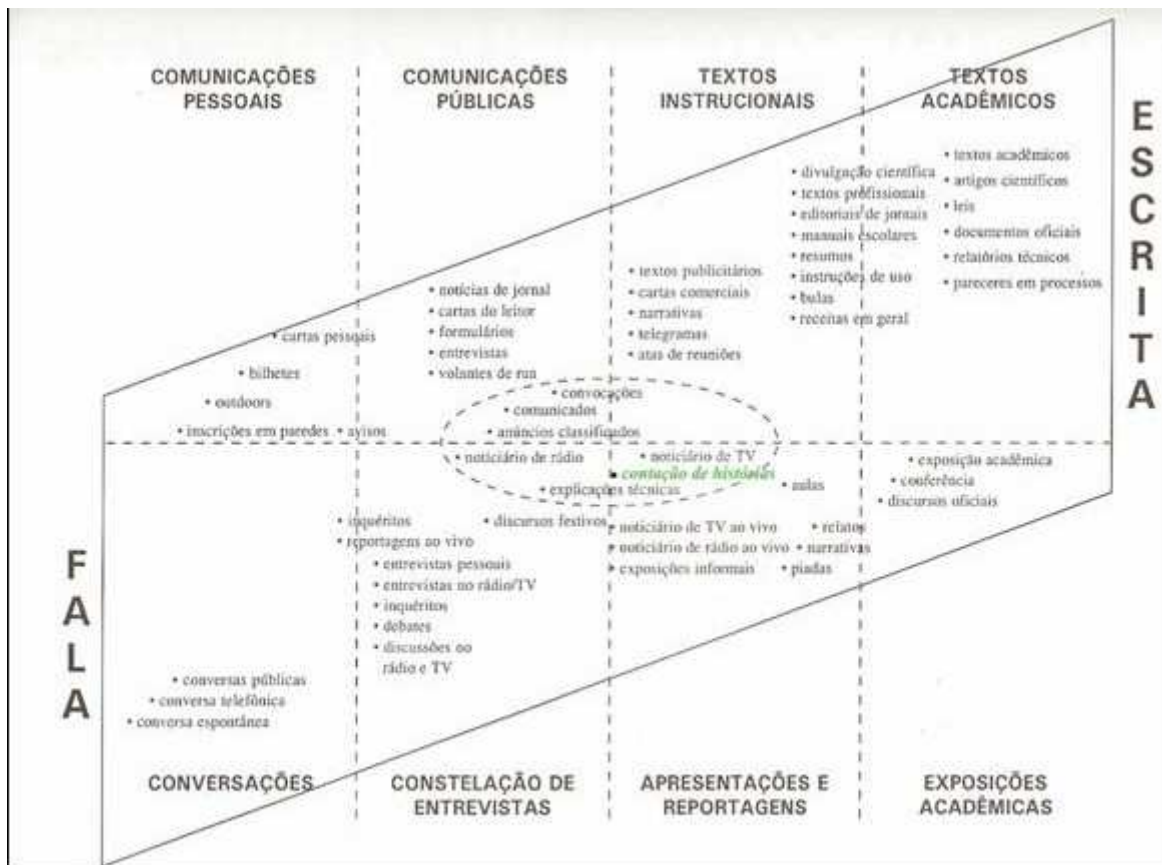 COMUNICAÇÕES
PESSOAIS
COMUNICAÇÕES
PÚBLICAS
TEXTOS
INSTRUCIONAIS
TEXTOS
ACADÊMICOS
ESCRITA
• textos acadêmicos
• artigos científicos
• leis
• documentos oficiais
• relatórios técnicos
• pareceres em processos
• divulgação científica
• textos profissionais
• editoriais de jornais
• manuais escolares
• resumos
• instruções de uso
• bulas
• receitas em geral
• textos publicitários
• cartas comerciais
• narrativas
• telegramas
• atas de reuniões
• notícias de jornal
• cartas do leitor
• formulários
• entrevistas
• volantes de rua
• cartas pessoais
• bilhetes
• outdoors
• inscrições em paredes • avisos
• convocações
• comunicados
• anúncios classificados
• noticiário de rádio • noticiário de TV
• contação de histórias
• explicações técnicas
• aulas
• exposição acadêmica
• conferência
• discursos oficiais
• inquéritos • discursos festivos
• reportagens ao vivo
• entrevistas pessoais
• entrevistas no rádio/TV
• inquéritos
• debates
• discussões no
rádio e TV
• noticiário de TV ao vivo • relatos
• noticiário de rádio ao vivo • narrativas
• exposições informais • piadas
• conversas públicas
• conversa telefônica
• conversa espontânea
FALA
CONVERSAÇÕES
CONSTELAÇÃO DE
ENTREVISTAS
APRESENTAÇÕES E
REPORTAGENS
EXPOSIÇÕES
ACADÊMICAS